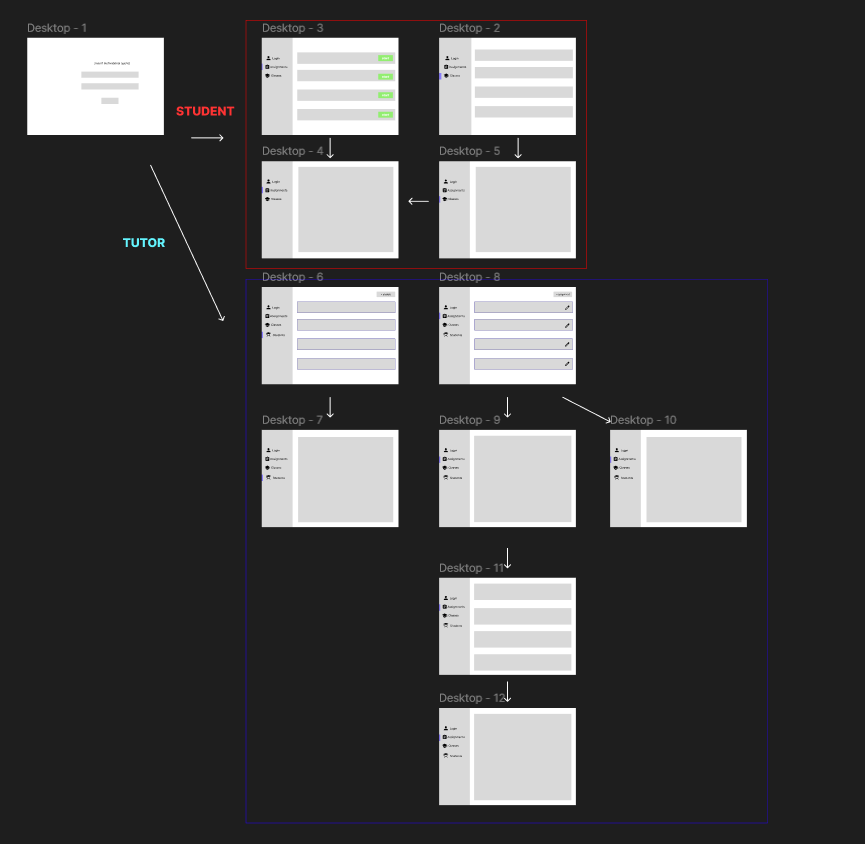 Desktop - 1
Desktop - 3
Desktop - 2
Login
Assignments
Classes
Login
Assignments
Classes
STUDENT
Desktop - 4
Desktop - 5
Login
Assignments
Classes
Login
Assignments
Classes
TUTOR
Desktop - 6
Desktop - 8
Login
Assignments
Classes
Students
Login
Assignments
Classes
Students
Desktop - 7
Desktop - 9
Desktop - 10
Login
Assignments
Classes
Students
Login
Assignments
Classes
Students
Login
Assignments
Classes
Students
Desktop - 11
Login
Assignments
Classes
Students
Desktop - 12
Login
Assignments
Classes
Students